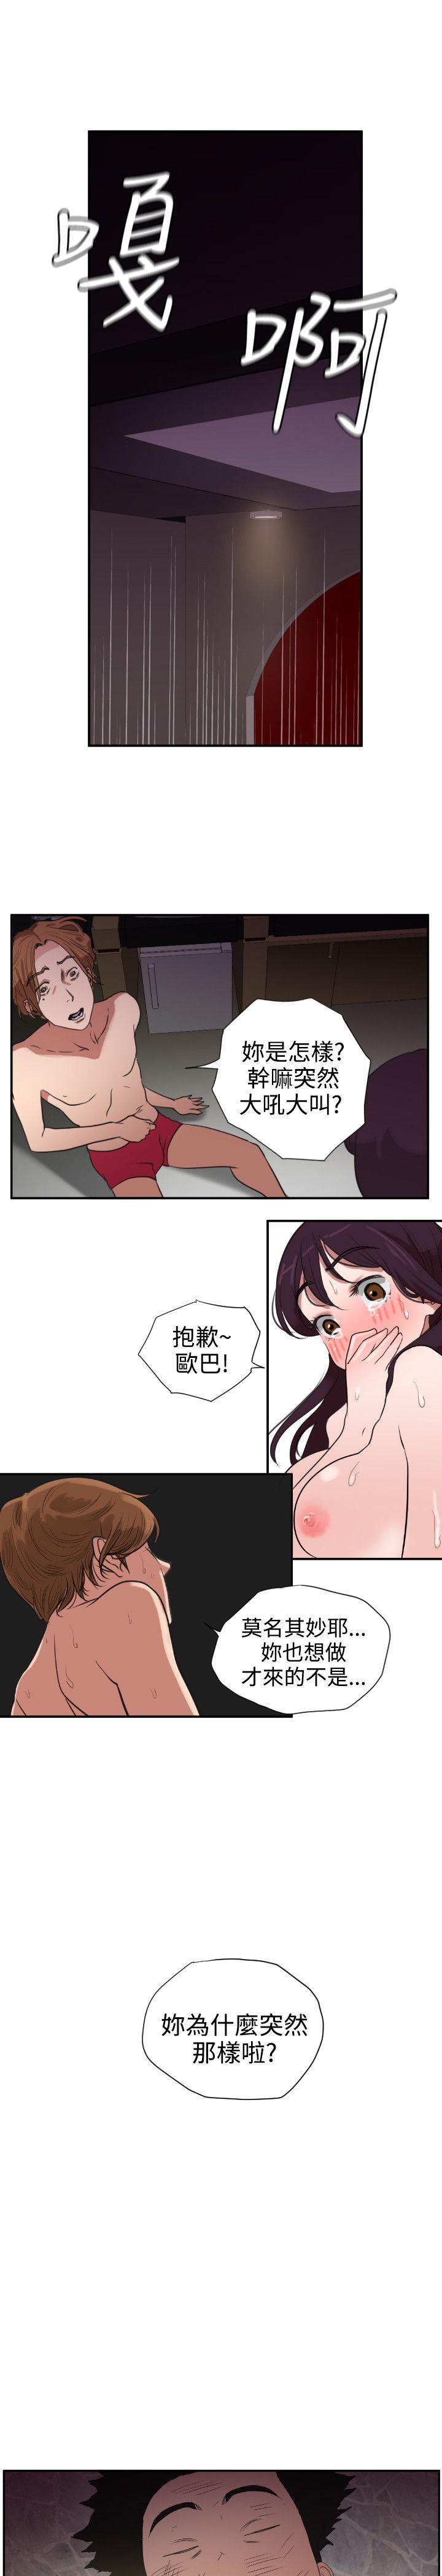 嘎
啊
妳是怎樣?
幹嘛突然
大吼大叫?
抱歉~
歐巴!
莫名其妙耶...
妳也想做
才來的不是...
妳為什麼突然
那樣啦?